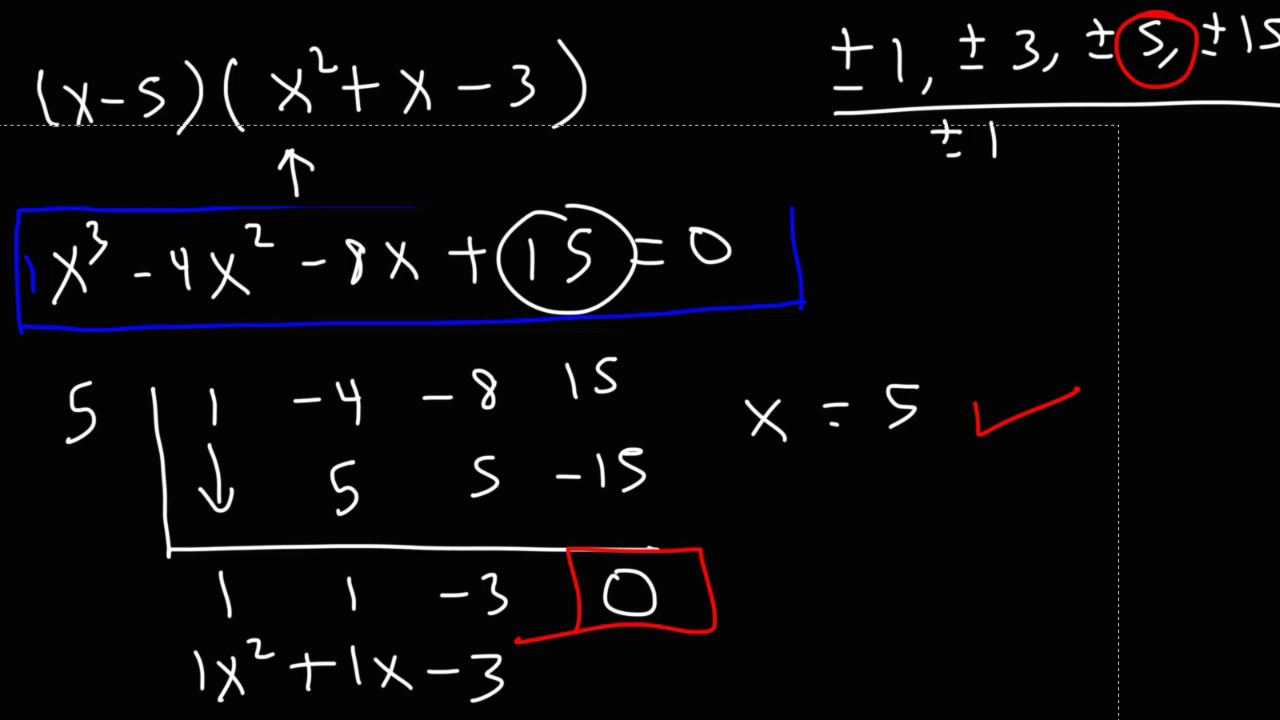 (x-5)(x²+x-3)
±1, ±3, ±5, ±15
±1
1x³-4x²-8x+15=0
5 1 -4 -8 15
x=5
5 5 -15
1 1 -3 0
1x²+1x-3